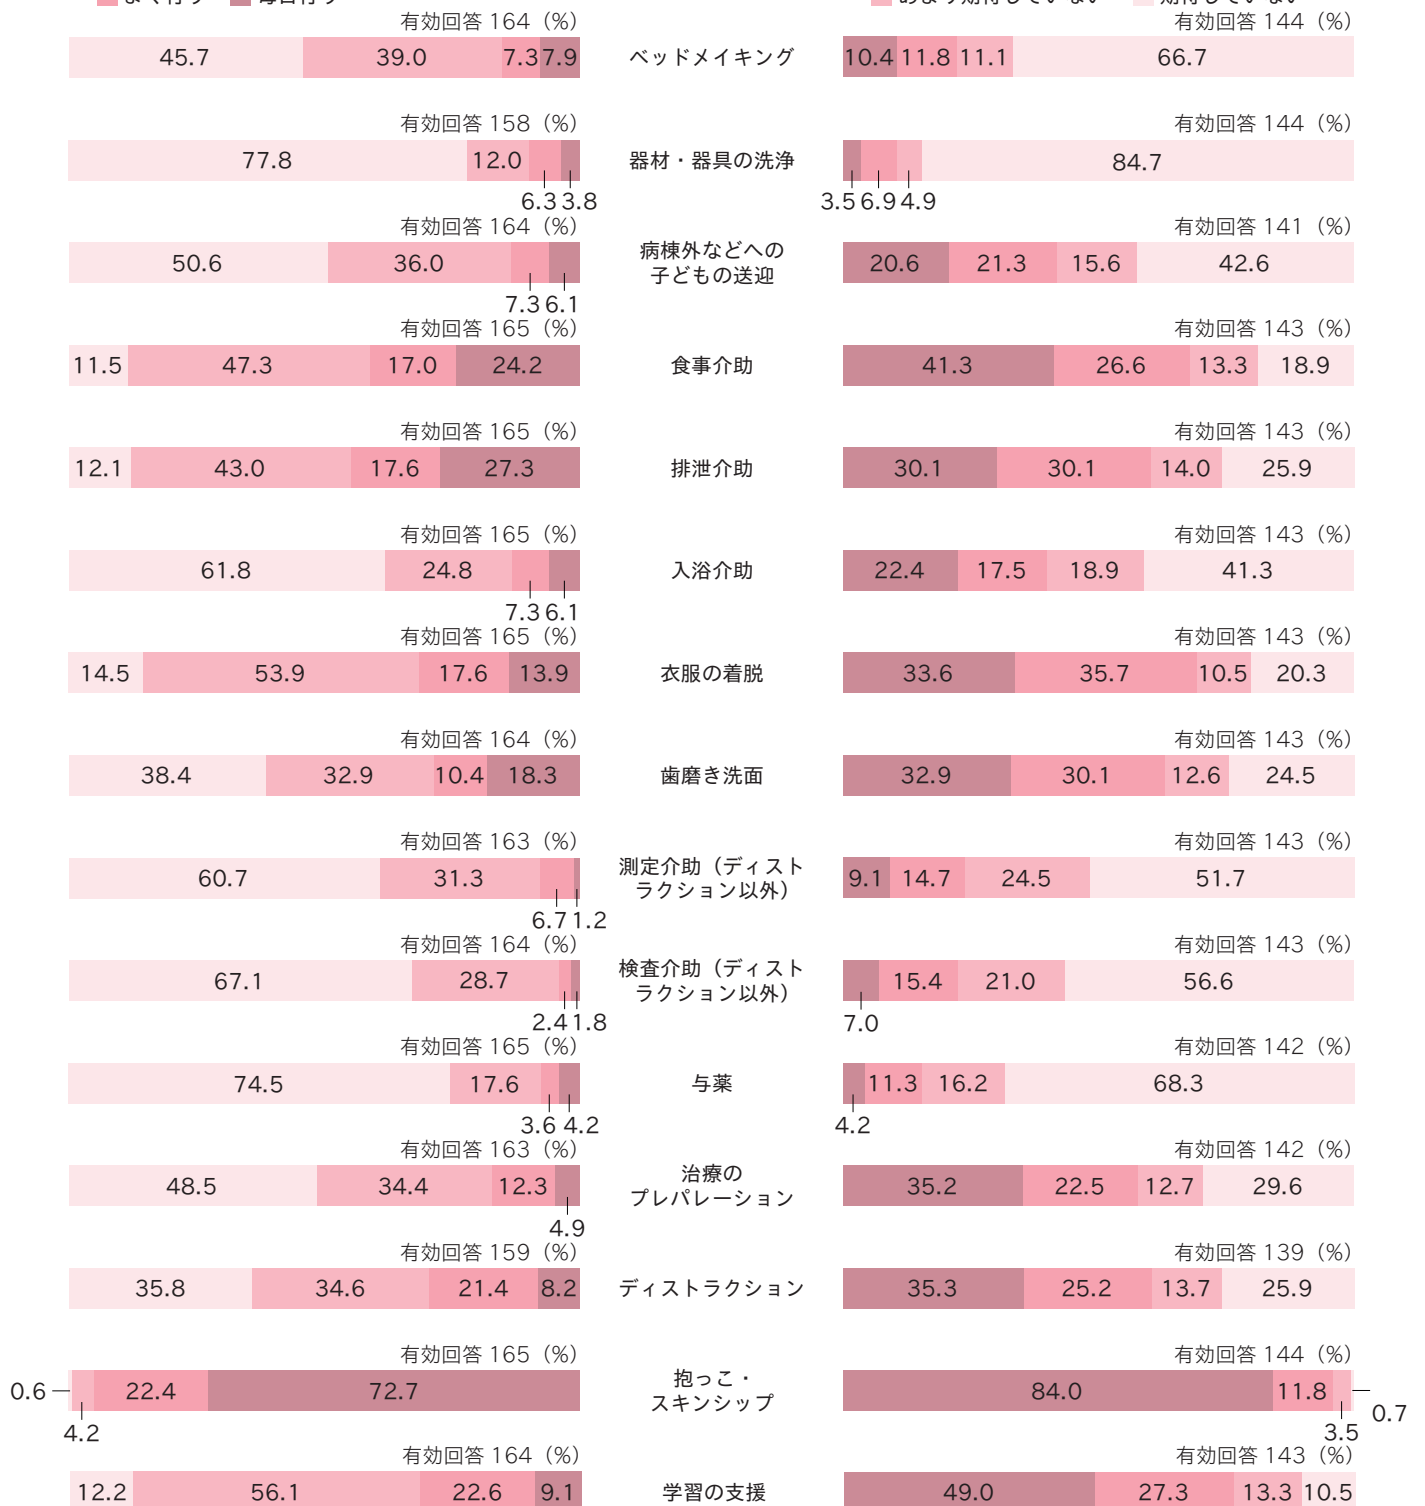 有効回答 164（%） 有効回答 144（%）
45.7 39.0 7.3 7.9 ベッドメイキング 10.4 11.8 11.1 66.7
有効回答 158（%） 有効回答 144（%）
77.8 12.0 器材・器具の洗浄 84.7
6.3 3.8 3.5 6.9 4.9
有効回答 164（%） 有効回答 141（%）
50.6 36.0 病棟外などへの
子どもの送迎 20.6 21.3 15.6 42.6
7.3 6.1
有効回答 165（%） 有効回答 143（%）
11.5 47.3 17.0 24.2 食事介助 41.3 26.6 13.3 18.9
有効回答 165（%） 有効回答 143（%）
12.1 43.0 17.6 27.3 排泄介助 30.1 30.1 14.0 25.9
有効回答 165（%） 有効回答 143（%）
61.8 24.8 入浴介助 22.4 17.5 18.9 41.3
7.3 6.1
有効回答 165（%） 有効回答 143（%）
14.5 53.9 17.6 13.9 衣服の着脱 33.6 35.7 10.5 20.3
有効回答 164（%） 有効回答 143（%）
38.4 32.9 10.4 18.3 歯磨き洗面 32.9 30.1 12.6 24.5
有効回答 163（%） 有効回答 143（%）
60.7 31.3 測定介助（ディスト
ラクション以外） 9.1 14.7 24.5 51.7
6.7 1.2
有効回答 164（%） 有効回答 143（%）
67.1 28.7 検査介助（ディスト
ラクション以外） 15.4 21.0 56.6
2.4 1.8 7.0
有効回答 165（%） 有効回答 142（%）
74.5 17.6 与薬 11.3 16.2 68.3
3.6 4.2 4.2
有効回答 163（%） 有効回答 142（%）
48.5 34.4 12.3 治療の
プレパレーション 35.2 22.5 12.7 29.6
4.9
有効回答 159（%） 有効回答 139（%）
35.8 34.6 21.4 8.2 ディストラクション 35.3 25.2 13.7 25.9
有効回答 165（%） 有効回答 144（%）
0.6 22.4 72.7 抱っこ・
スキンシップ 84.0 11.8 0.7
4.2 3.5
有効回答 164（%） 有効回答 143（%）
12.2 56.1 22.6 9.1 学習の支援 49.0 27.3 13.3 10.5